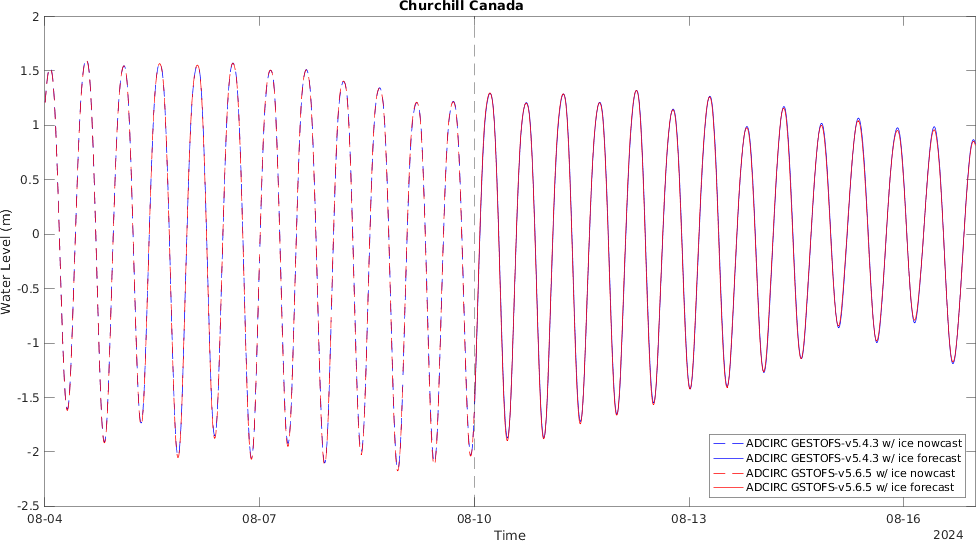 Churchill Canada
2
1.5
1
0.5
0
-0.5
-1
-1.5
-2
-2.5
Water Level (m)
08-04
08-07
08-10
08-13
08-16
Time
2024
ADCIRC GESTOFS-v5.4.3 w/ ice nowcast
ADCIRC GESTOFS-v5.4.3 w/ ice forecast
ADCIRC GSTOFS-v5.6.5 w/ ice nowcast
ADCIRC GSTOFS-v5.6.5 w/ ice forecast